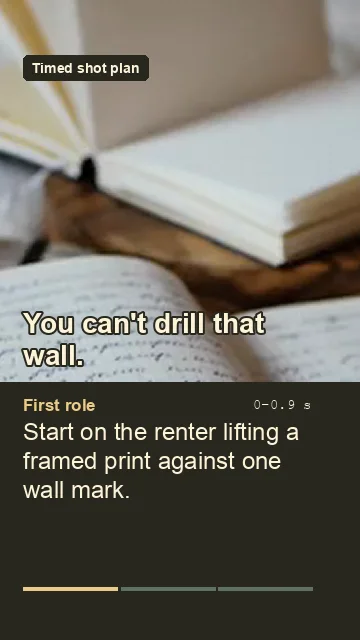 Timed shot plan
You can't drill that
wall.
First role
0–0.9 s
Start on the renter lifting a
framed print against one
wall mark.